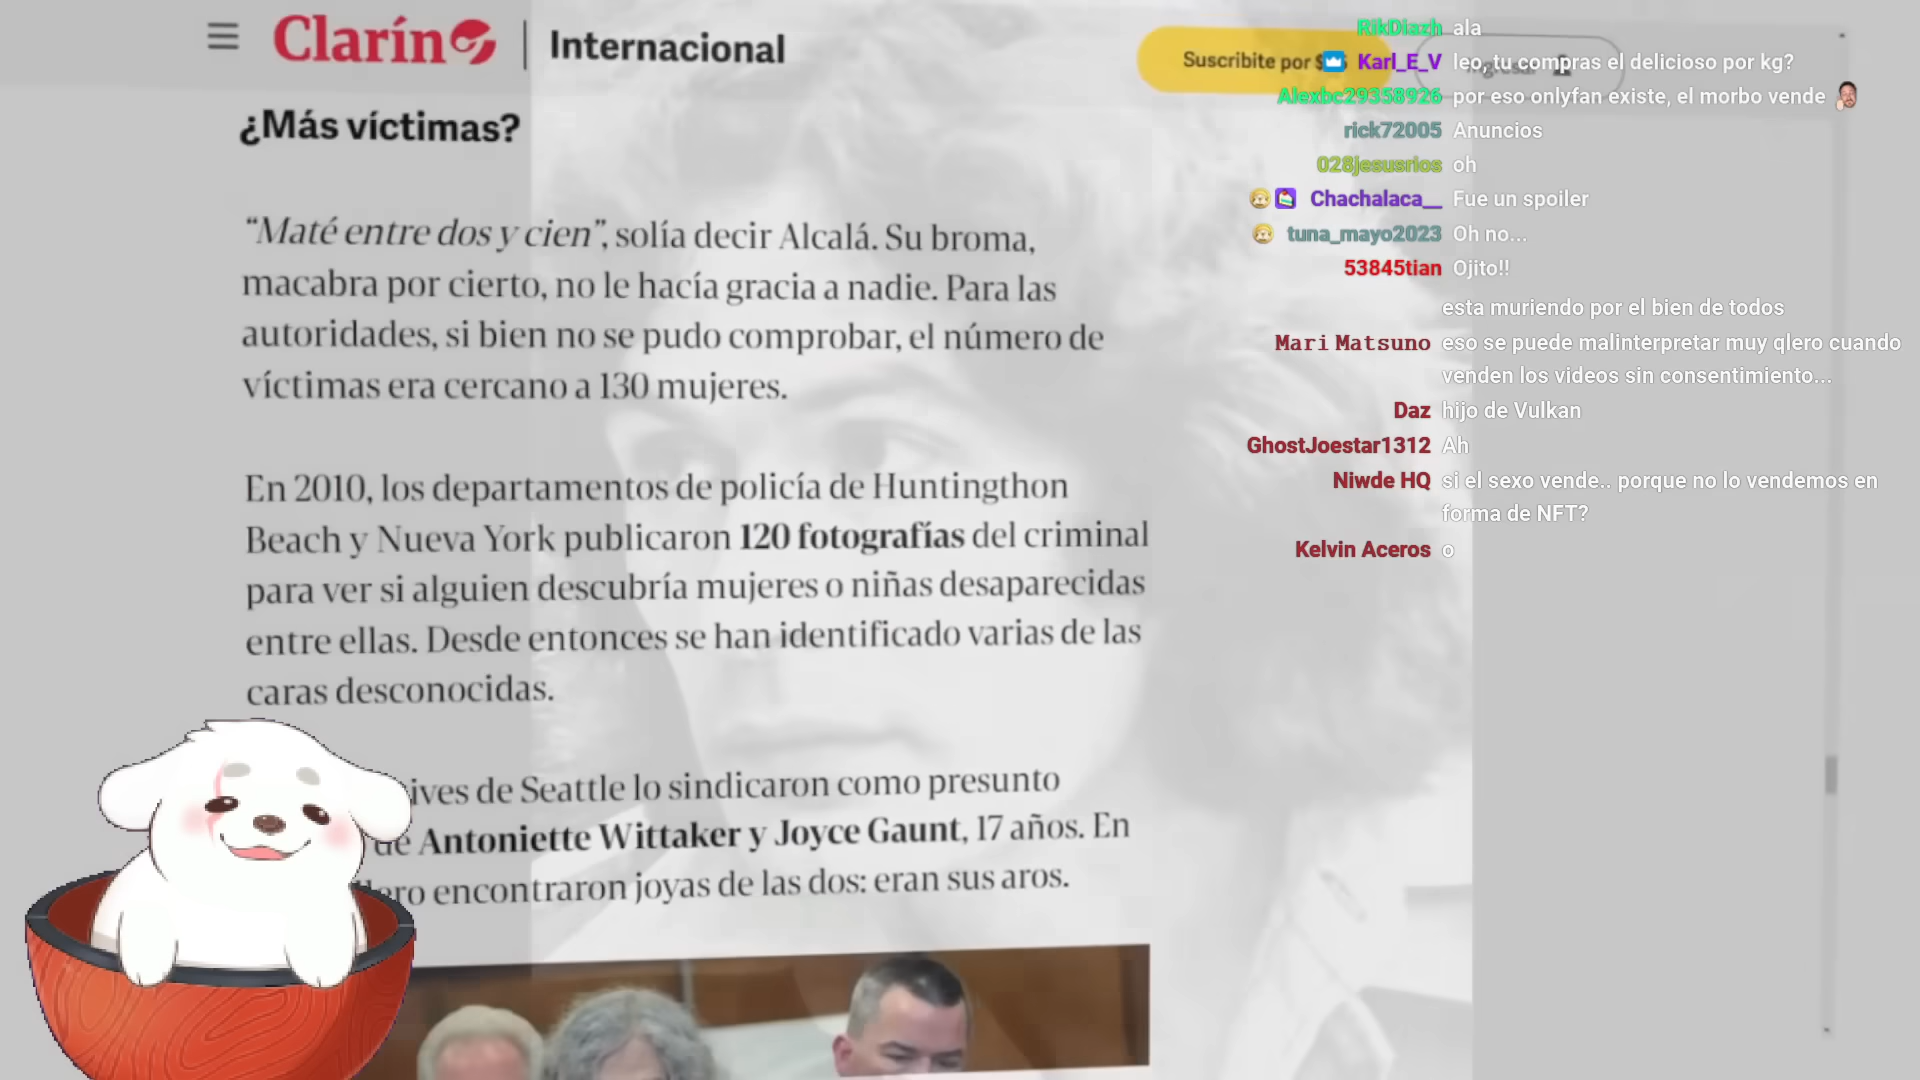 Clarín
Internacional
Suscribite por $
¿Más víctimas?
“Maté entre dos y cien”, solía decir Alcalá. Su broma,
macabra por cierto, no le hacía gracia a nadie. Para las
autoridades, si bien no se pudo comprobar, el número de
víctimas era cercano a 130 mujeres.
En 2010, los departamentos de policía de Huntingthon
Beach y Nueva York publicaron 120 fotografías del criminal
para ver si alguien descubría mujeres o niñas desaparecidas
entre ellas. Desde entonces se han identificado varias de las
caras desconocidas.
ives de Seattle lo sindicaron como presunto
de Antoniette Wittaker y Joyce Gaunt, 17 años. En
llero encontraron joyas de las dos: eran sus aros.
RikDiazh ala
Karl_E_V leo, tu compras el delicioso por kg?
Alexbc29358926 por eso onlyfan existe, el morbo vende
rick72005 Anuncios
028jesusrios oh
Chachalaca__ Fue un spoiler
tuna_mayo2023 Oh no...
53845tian Ojito!!
esta muriendo por el bien de todos
Mari Matsuno eso se puede malinterpretar muy qlero cuando
venden los videos sin consentimiento...
Daz hijo de Vulkan
GhostJoestar1312 Ah
Niwde HQ si el sexo vende.. porque no lo vendemos en
forma de NFT?
Kelvin Aceros o